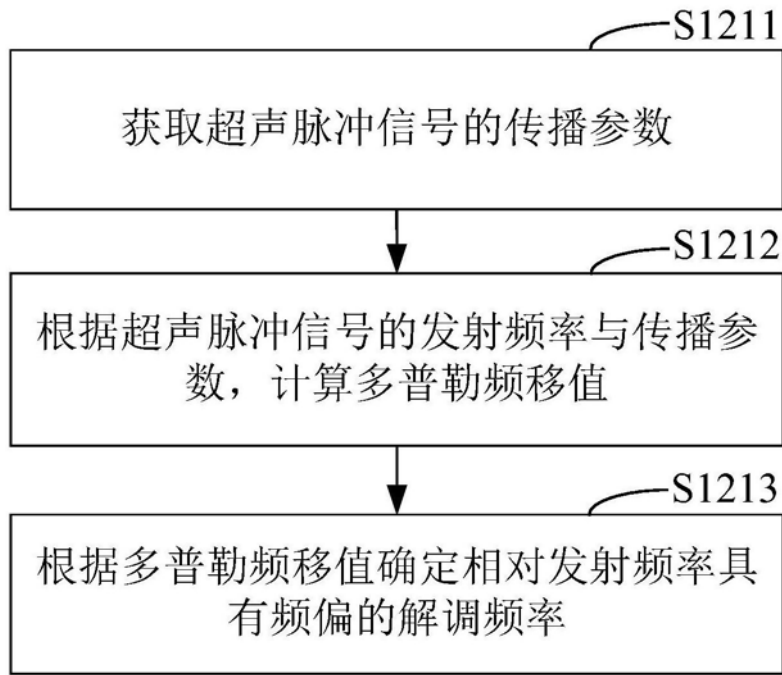 S1211
获取超声脉冲信号的传播参数
S1212
根据超声脉冲信号的发射频率与传播参
数，计算多普勒频移值
S1213
根据多普勒频移值确定相对发射频率具
有频偏的解调频率